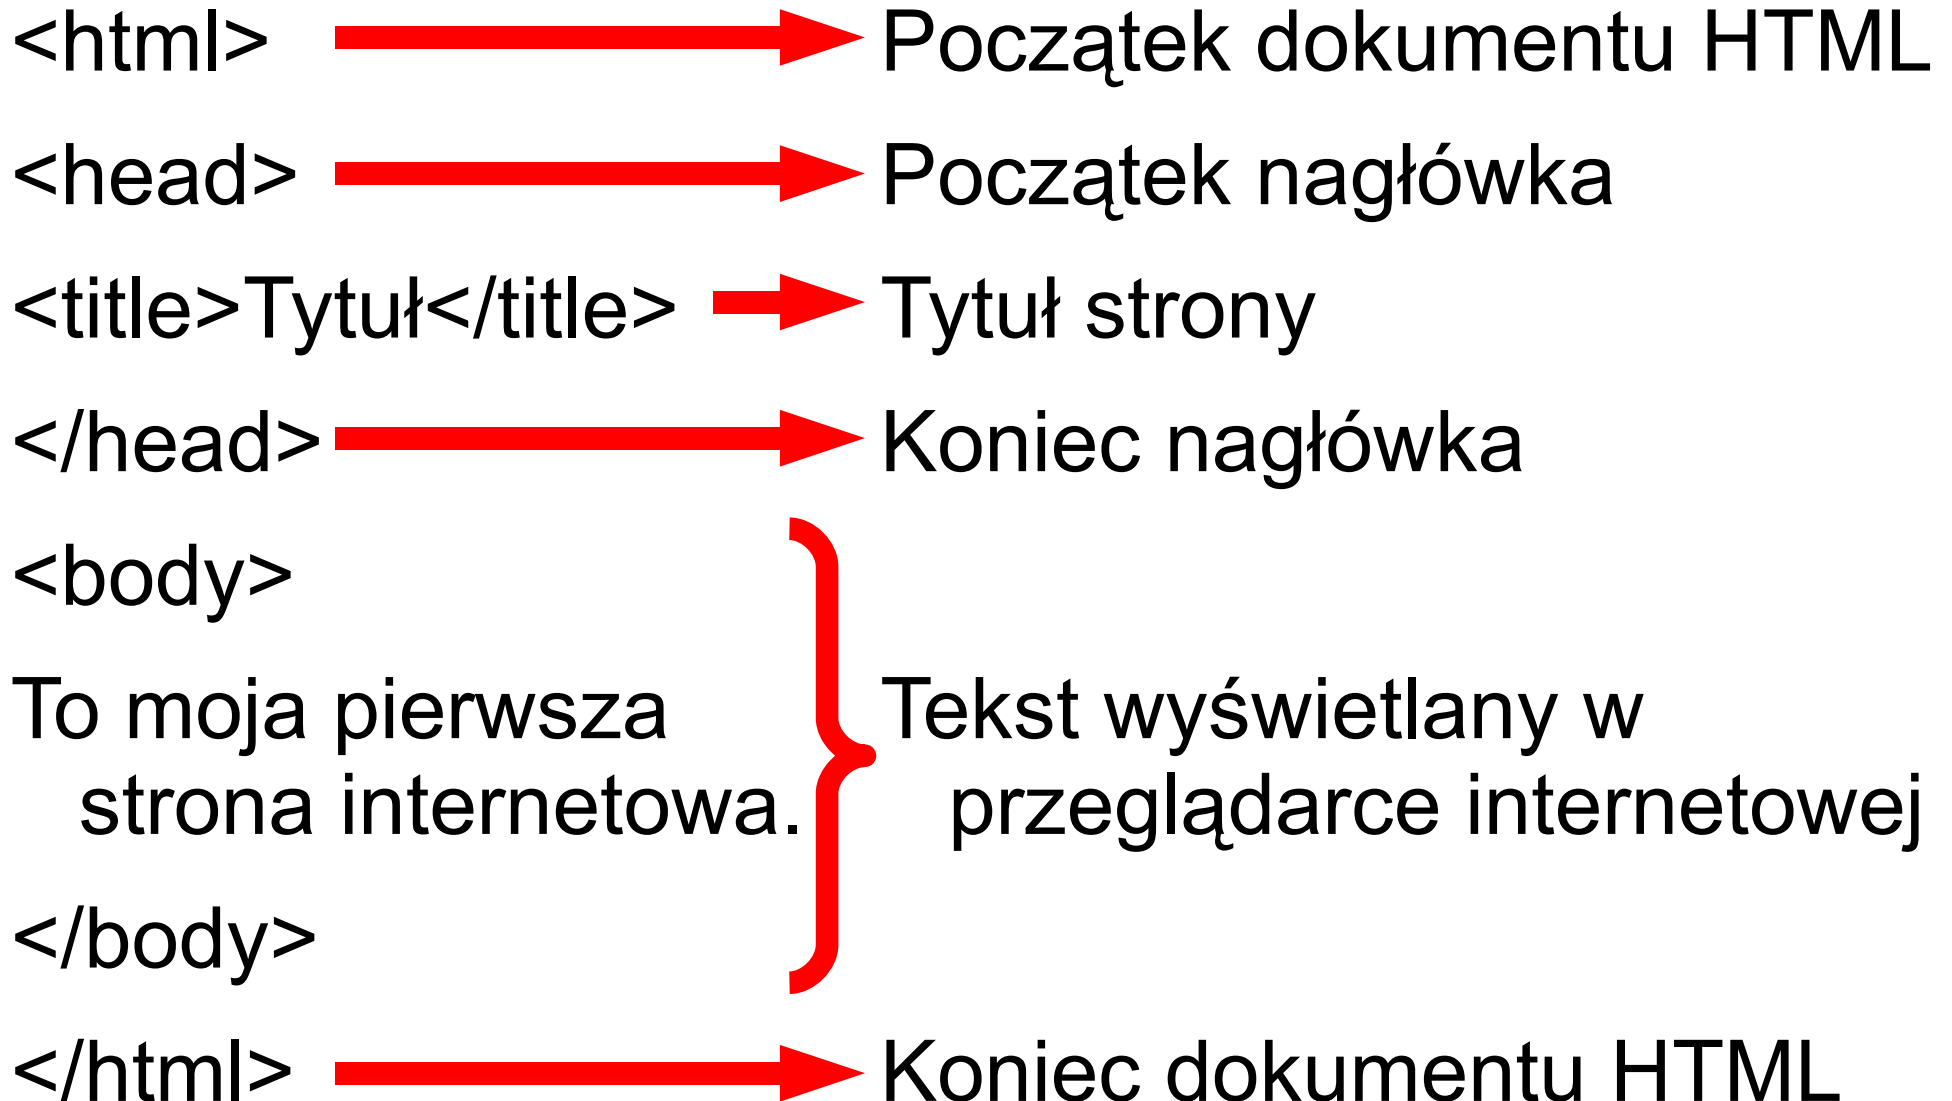 <html> Początek dokumentu HTML
<head> Początek nagłówka
<title>Tytuł</title> Tytuł strony
</head> Koniec nagłówka
<body>
To moja pierwsza Tekst wyświetlany w
strona internetowa. przeglądarce internetowej
</body>
</html> Koniec dokumentu HTML